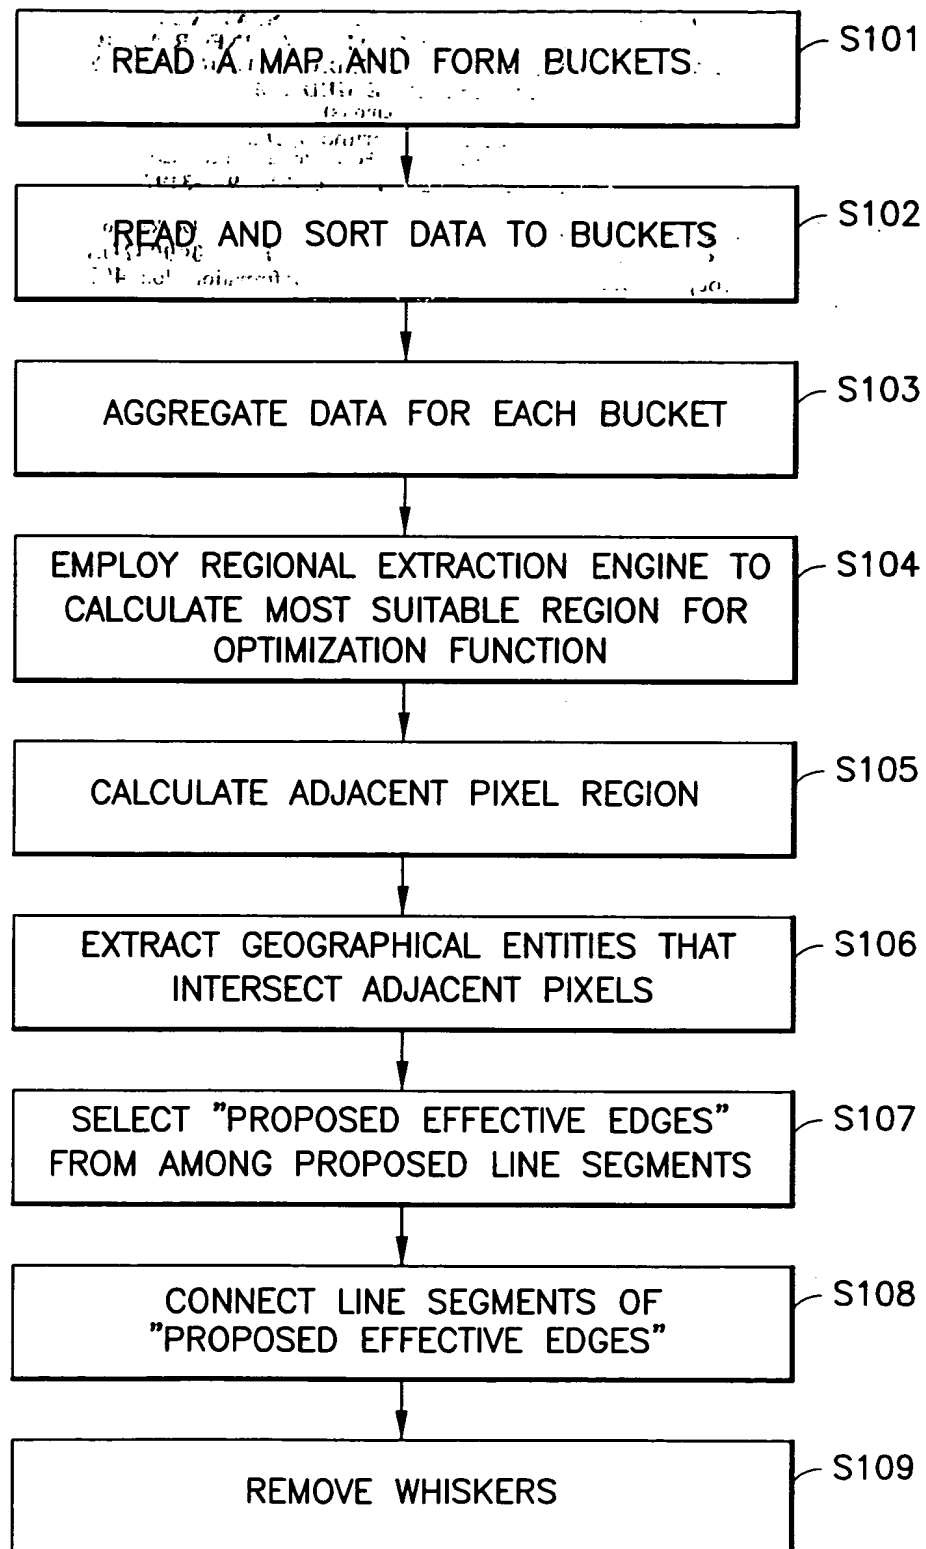 READ A MAP AND FORM BUCKETS
S101
READ AND SORT DATA TO BUCKETS
S102
AGGREGATE DATA FOR EACH BUCKET
S103
EMPLOY REGIONAL EXTRACTION ENGINE TO
CALCULATE MOST SUITABLE REGION FOR
OPTIMIZATION FUNCTION
S104
CALCULATE ADJACENT PIXEL REGION
S105
EXTRACT GEOGRAPHICAL ENTITIES THAT
INTERSECT ADJACENT PIXELS
S106
SELECT "PROPOSED EFFECTIVE EDGES"
FROM AMONG PROPOSED LINE SEGMENTS
S107
CONNECT LINE SEGMENTS OF
"PROPOSED EFFECTIVE EDGES"
S108
REMOVE WHISKERS
S109